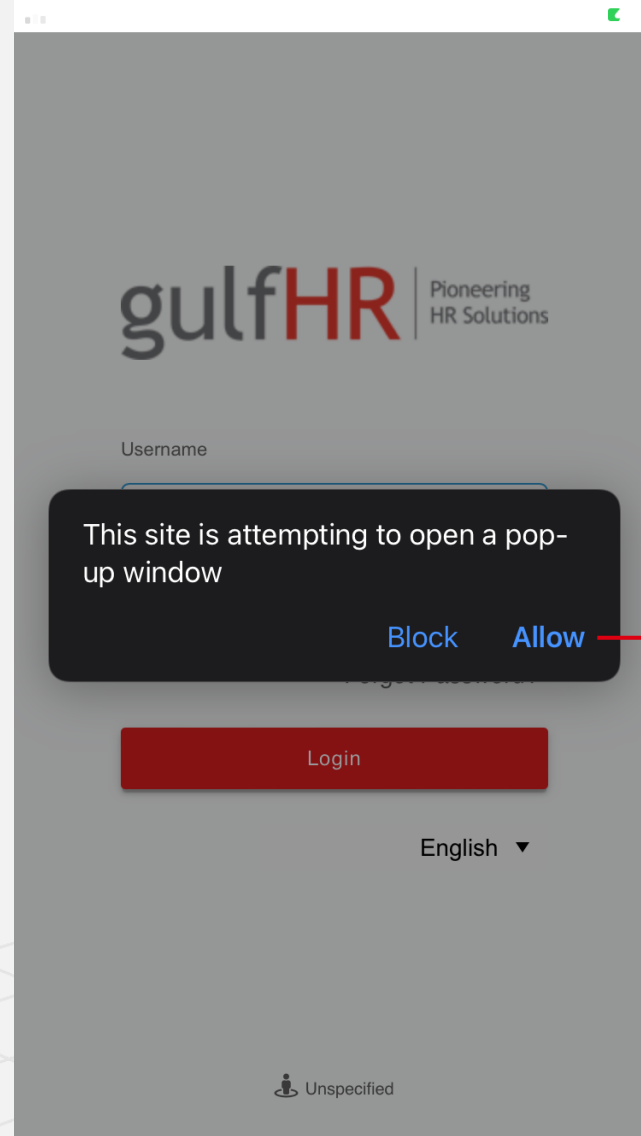 gulfHR
Pioneering
HR Solutions
Username
This site is attempting to open a pop-
up window
Block Allow
Login
English
Unspecified